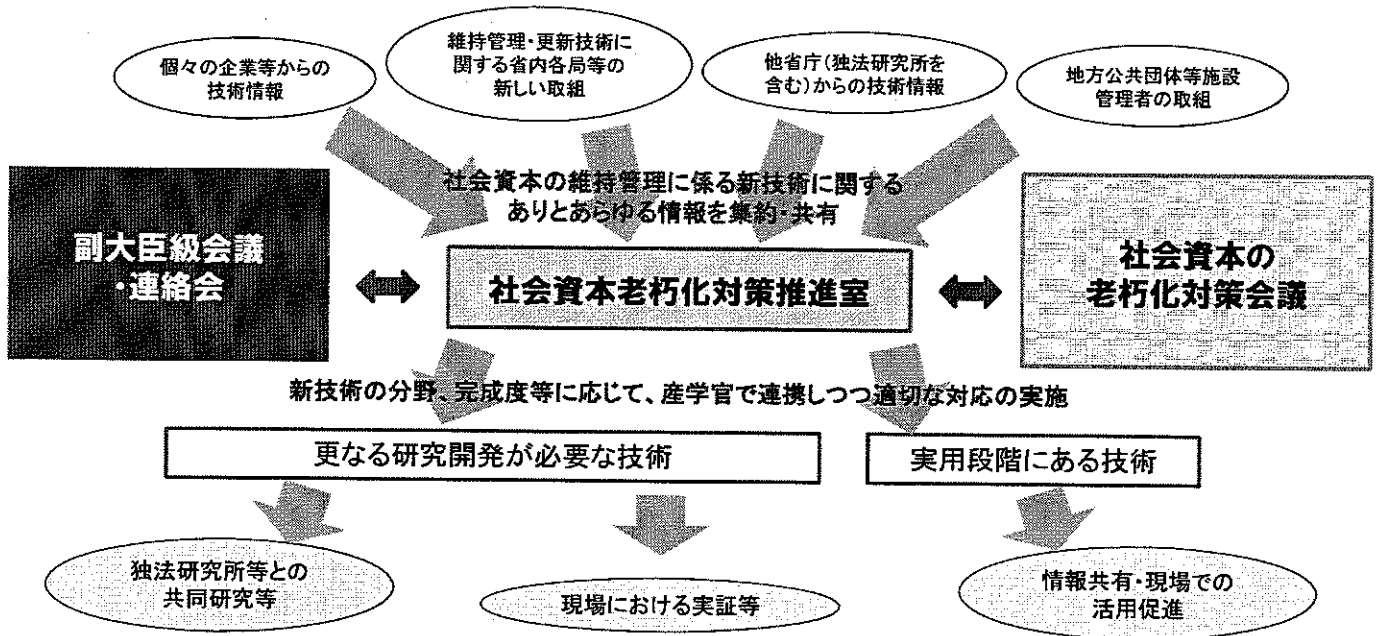 個々の企業等からの
技術情報
維持管理・更新技術に
関する省内各局等の
新しい取組
他省庁(独法研究所を
含む)からの技術情報
地方公共団体等施設
管理者の取組
社会資本の維持管理に係る新技術に関する
ありとあらゆる情報を集約・共有
副大臣級会議
・連絡会
社会資本老朽化対策推進室
社会資本の
老朽化対策会議
新技術の分野、完成度等に応じて、産学官で連携しつつ適切な対応の実施
更なる研究開発が必要な技術
実用段階にある技術
独法研究所等との
共同研究等
現場における実証等
情報共有・現場での
活用促進